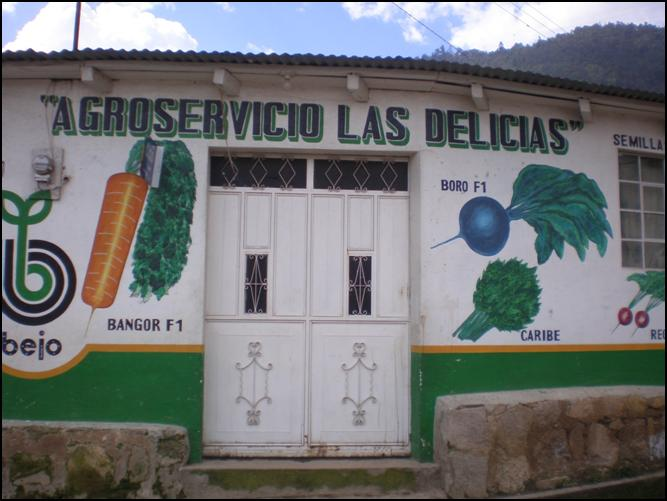 "AGROSERVICIO LAS DELICIAS"
SEMILLA
BORO F1
BANGOR F1
CARIBE
bejo